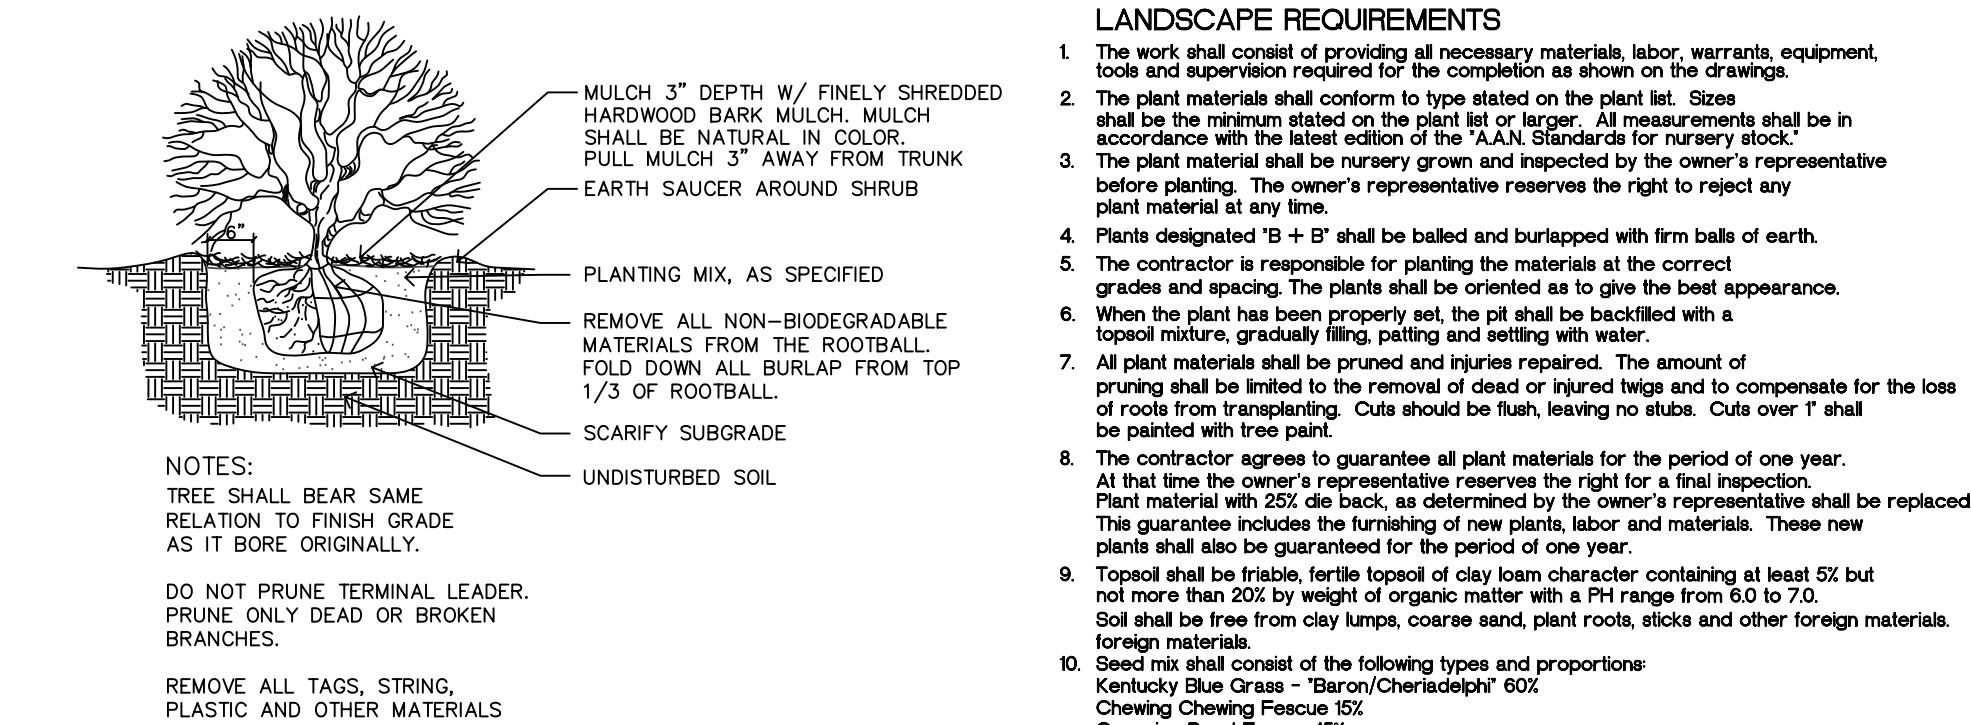 MULCH 3" DEPTH W/ FINELY SHREDDED
HARDWOOD BARK MULCH. MULCH
SHALL BE NATURAL IN COLOR.
PULL MULCH 3" AWAY FROM TRUNK
EARTH SAUCER AROUND SHRUB
6"
PLANTING MIX, AS SPECIFIED
REMOVE ALL NON-BIODEGRADABLE
MATERIALS FROM THE ROOTBALL.
FOLD DOWN ALL BURLAP FROM TOP
1/3 OF ROOTBALL.
SCARIFY SUBGRADE
UNDISTURBED SOIL
NOTES:
TREE SHALL BEAR SAME
RELATION TO FINISH GRADE
AS IT BORE ORIGINALLY.
DO NOT PRUNE TERMINAL LEADER.
PRUNE ONLY DEAD OR BROKEN
BRANCHES.
REMOVE ALL TAGS, STRING,
PLASTIC AND OTHER MATERIALS
LANDSCAPE REQUIREMENTS
1. The work shall consist of providing all necessary materials, labor, warrants, equipment,
tools and supervision required for the completion as shown on the drawings.
2. The plant materials shall conform to type stated on the plant list. Sizes
shall be the minimum stated on the plant list or larger. All measurements shall be in
accordance with the latest edition of the "A.A.N. Standards for nursery stock."
3. The plant material shall be nursery grown and inspected by the owner's representative
before planting. The owner's representative reserves the right to reject any
plant material at any time.
4. Plants designated "B + B" shall be balled and burlapped with firm balls of earth.
5. The contractor is responsible for planting the materials at the correct
grades and spacing. The plants shall be oriented as to give the best appearance.
6. When the plant has been properly set, the pit shall be backfilled with a
topsoil mixture, gradually filling, patting and settling with water.
7. All plant materials shall be pruned and injuries repaired. The amount of
pruning shall be limited to the removal of dead or injured twigs and to compensate for the loss
of roots from transplanting. Cuts should be flush, leaving no stubs. Cuts over 1" shall
be painted with tree paint.
8. The contractor agrees to guarantee all plant materials for the period of one year.
At that time the owner's representative reserves the right for a final inspection.
Plant material with 25% die back, as determined by the owner's representative shall be replaced
This guarantee includes the furnishing of new plants, labor and materials. These new
plants shall also be guaranteed for the period of one year.
9. Topsoil shall be friable, fertile topsoil of clay loam character containing at least 5% but
not more than 20% by weight of organic matter with a PH range from 6.0 to 7.0.
Soil shall be free from clay lumps, coarse sand, plant roots, sticks and other foreign materials.
foreign materials.
10. Seed mix shall consist of the following types and proportions:
Kentucky Blue Grass - "Baron/Cheriadelphi" 60%
Chewing Chewing Fescue 15%